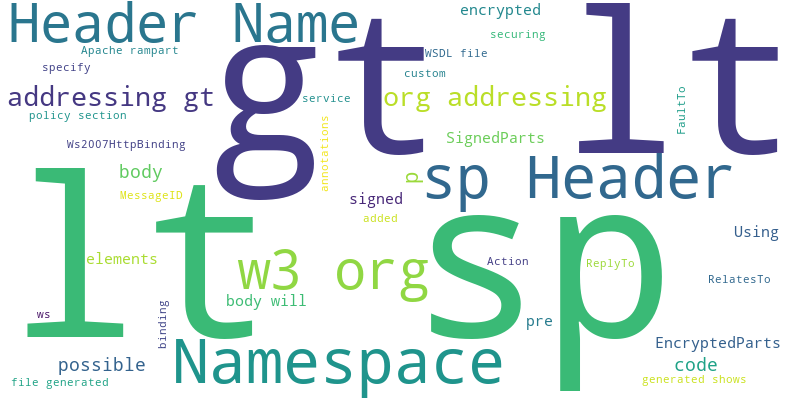 Header Name
encrypted
securing
Apache rampart
WSDL file
specify
custom
gt
lt
addressing gt
service
org addressing
FaultTo
policy section
annotations
SignedParts
Ws2007HttpBinding
body
p
sp Header
MessageID
signed
added
lt
sp
Using
elements
w3 org
Action
ReplyTo
RelatesTo
body will
ws
binding
pre
Namespace
EncryptedParts
possible
code
file generated
generated shows